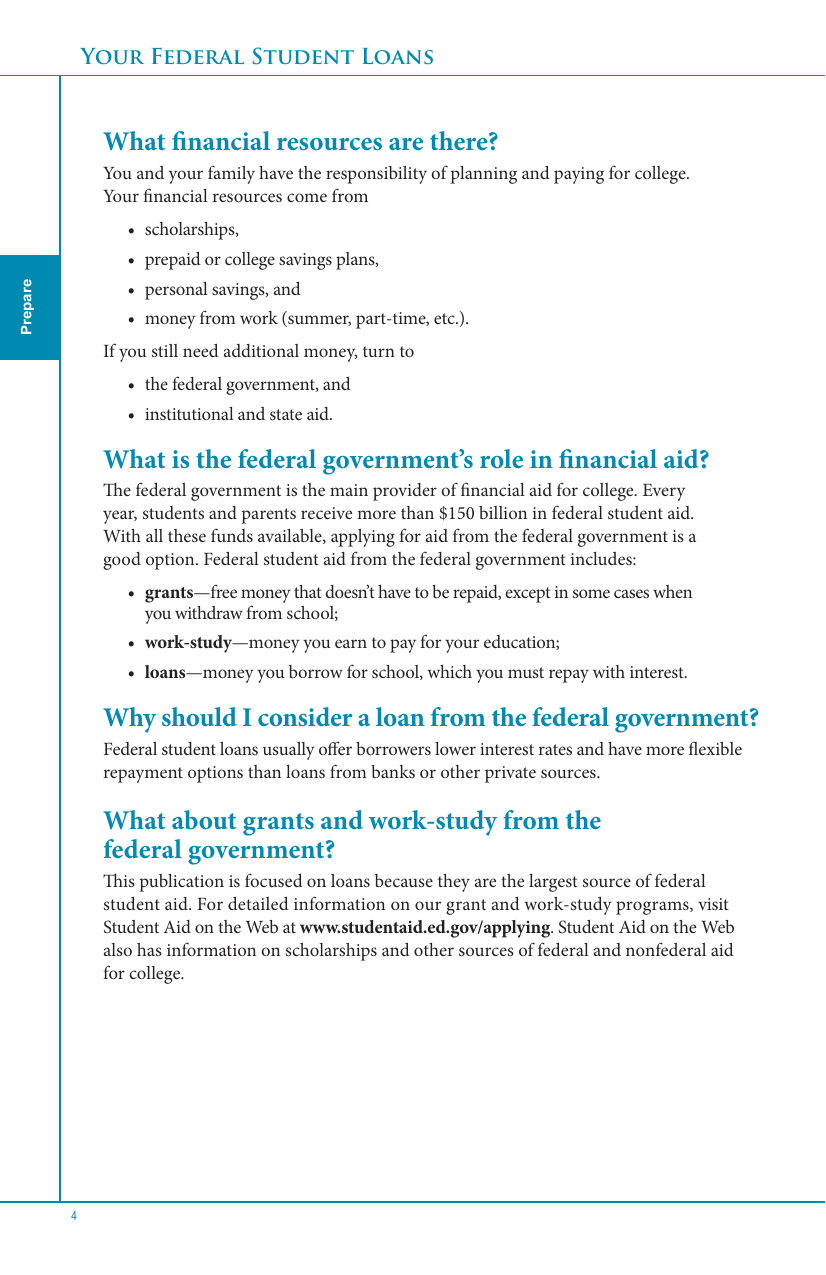 Your Federal Student Loans
What financial resources are there?
You and your family have the responsibility of planning and paying for college.
Your financial resources come from
• scholarships,
• prepaid or college savings plans,
• personal savings, and
• money from work (summer, part-time, etc.).
Prepare
If you still need additional money, turn to
• the federal government, and
• institutional and state aid.
What is the federal government’s role in financial aid?
The federal government is the main provider of financial aid for college. Every
year, students and parents receive more than $150 billion in federal student aid.
With all these funds available, applying for aid from the federal government is a
good option. Federal student aid from the federal government includes:
• grants—free money that doesn’t have to be repaid, except in some cases when
you withdraw from school;
• work-study—money you earn to pay for your education;
• loans—money you borrow for school, which you must repay with interest.
Why should I consider a loan from the federal government?
Federal student loans usually offer borrowers lower interest rates and have more flexible
repayment options than loans from banks or other private sources.
What about grants and work-study from the
federal government?
This publication is focused on loans because they are the largest source of federal
student aid. For detailed information on our grant and work-study programs, visit
Student Aid on the Web at www.studentaid.ed.gov/applying. Student Aid on the Web
also has information on scholarships and other sources of federal and nonfederal aid
for college.
4